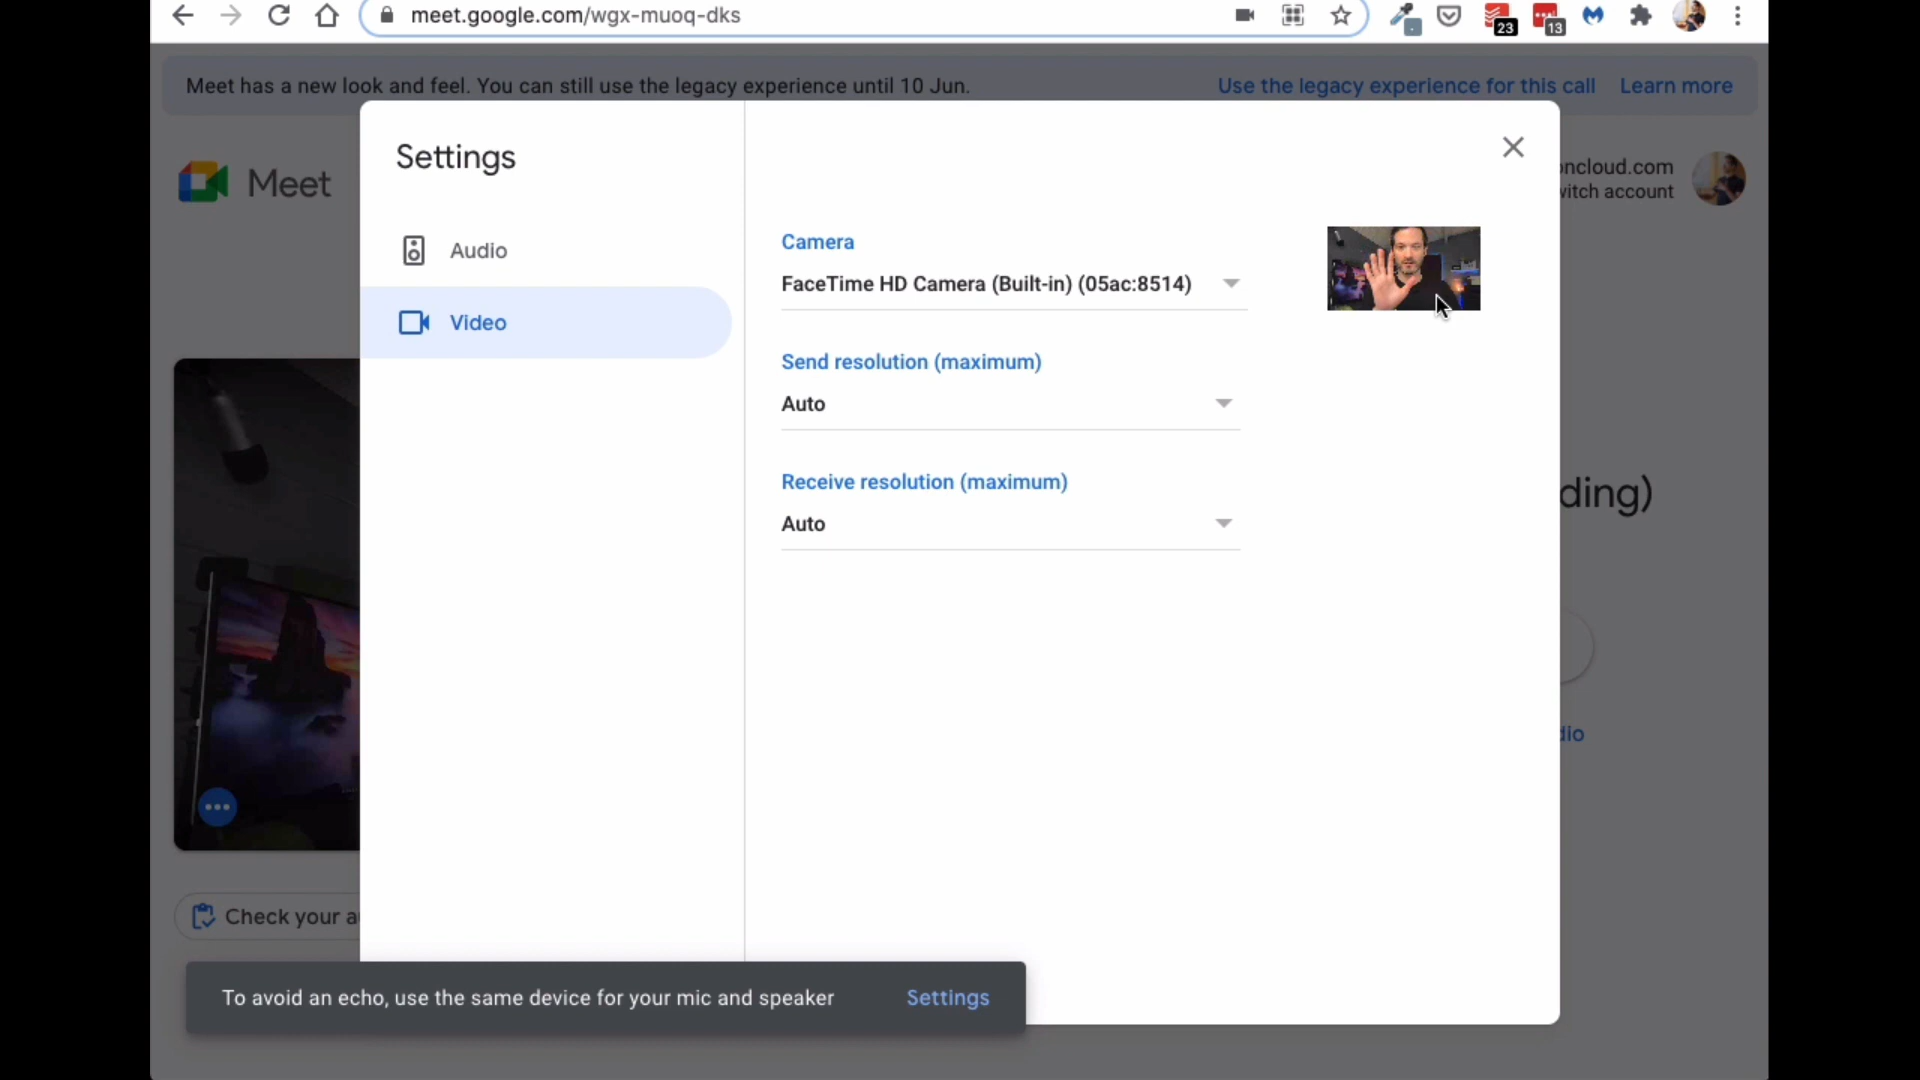 meet.google.com/wgx-muoq-dks
23
13
Meet has a new look and feel. You can still use the legacy experience until 10 Jun.
Use the legacy experience for this call
Learn more
Meet
Settings
oncloud.com
witch account
Audio
Video
Camera
FaceTime HD Camera (Built-in) (05ac:8514)
Send resolution (maximum)
Auto
Receive resolution (maximum)
Auto
ding)
dio
Check your a
To avoid an echo, use the same device for your mic and speaker
Settings